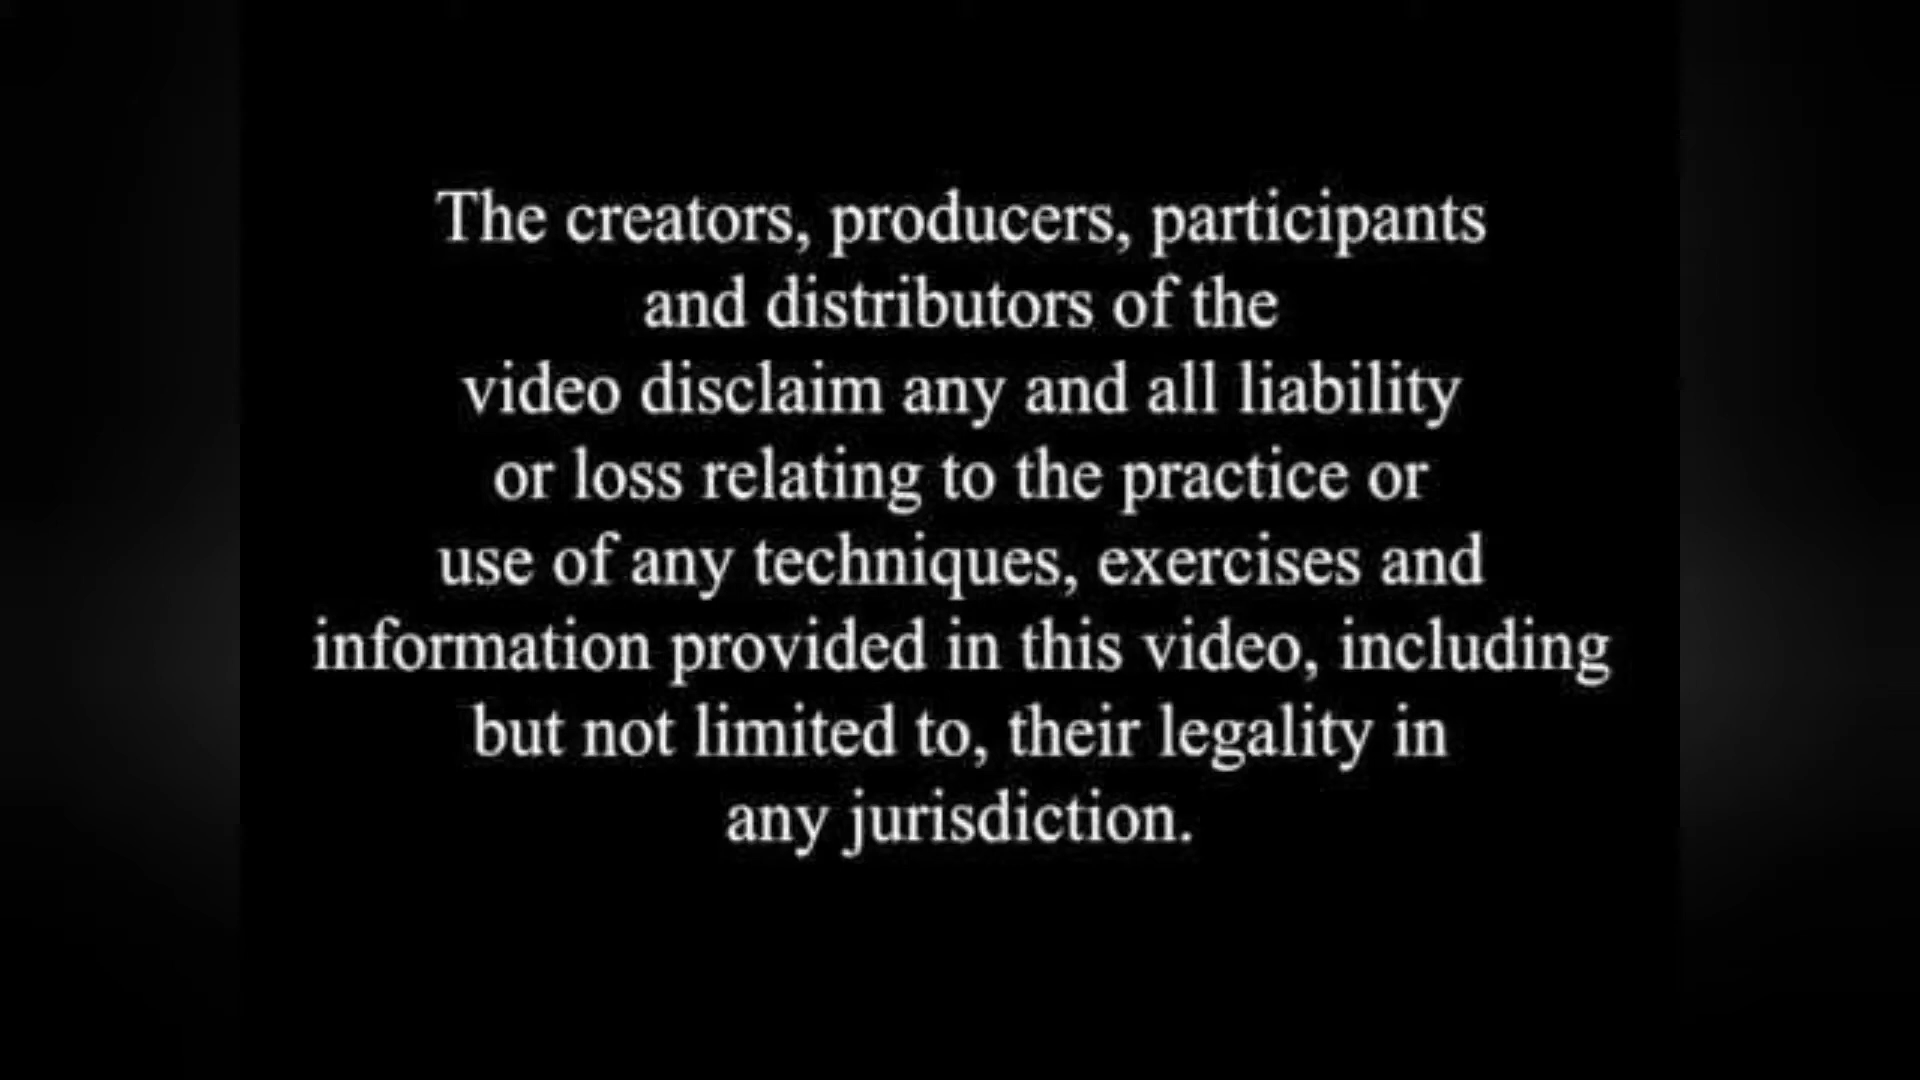 The creators, producers, participants
and distributors of the
video disclaim any and all liability
or loss relating to the practice or
use of any techniques, exercises and
information provided in this video, including
but not limited to, their legality in
any jurisdiction.